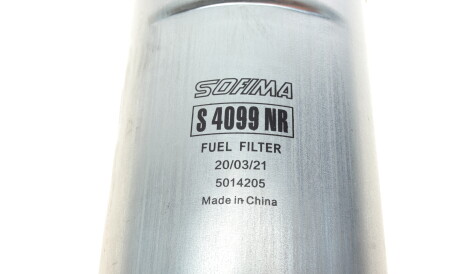 SOFIMA
S 4099 NR
FUEL FILTER
20/03/21
5014205
Made in China